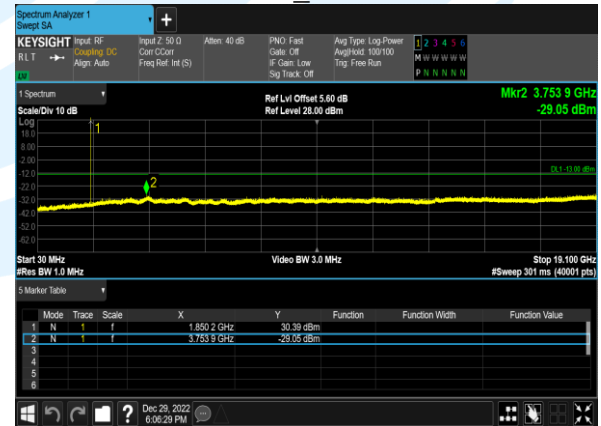 Spectrum Analyzer 1
Swept SA
KEYSIGHT
RLT
Input: RF
Coupling: DC
Align: Auto
Input Z: 50 Ω
Corr CCorr
Freq Ref: Int (S)
Atten: 40 dB
PNO: Fast
Gate: Off
IF Gain: Low
Sig Track: Off
Avg Type: Log-Power
Avg|Hold: 100/100
Trig: Free Run
1 2 3 4 5 6
M W W W W W
P N N N N N
1 Spectrum
Scale/Div 10 dB
Ref Lvl Offset 5.60 dB
Ref Level 28.00 dBm
Mkr2 3.753 9 GHz
-29.05 dBm
Log
18.0
8.00
-2.00
-12.0
-22.0
-32.0
-42.0
-52.0
-62.0
1
2
DL1 -13.00 dBm
Start 30 MHz
#Res BW 1.0 MHz
Video BW 3.0 MHz
Stop 19.100 GHz
#Sweep 301 ms (40001 pts)
5 Marker Table
Mode Trace Scale X Y Function Function Width Function Value
1 N 1 f 1.850 2 GHz 30.39 dBm
2 N 1 f 3.753 9 GHz -29.05 dBm
3
4
5
6
Dec 29, 2022
6:06:29 PM